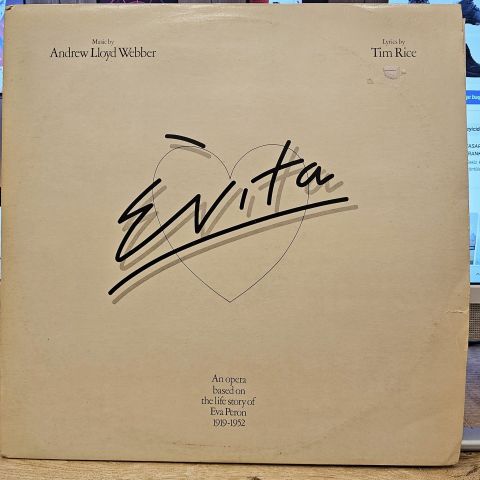 Music by
Andrew Lloyd Webber
Lyrics by
Tim Rice
Evita
An opera
based on
the life story of
Eva Peron
1919-1952